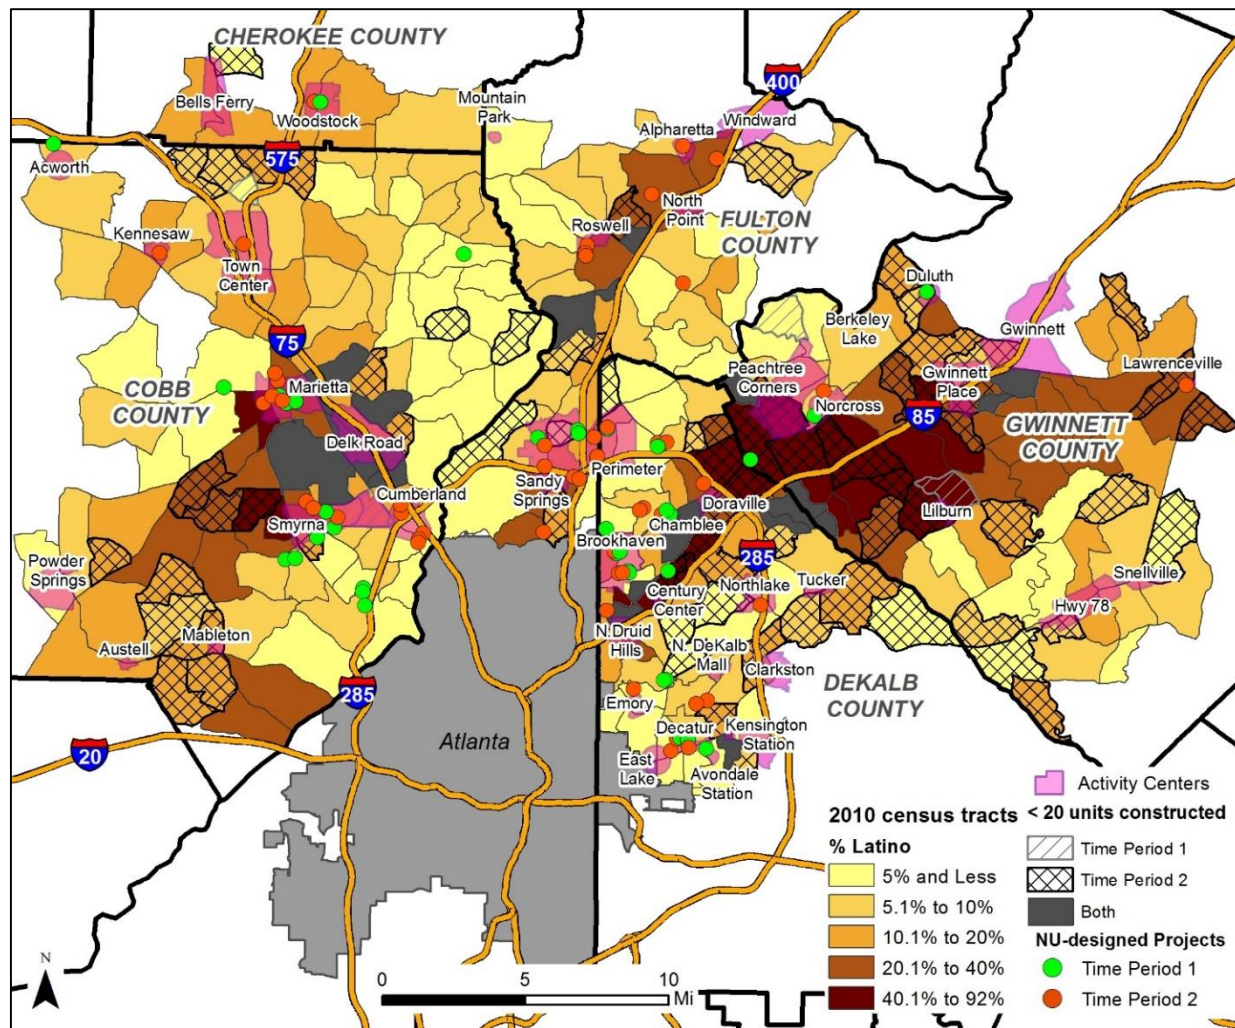 CHEROKEE COUNTY
Bells Ferry
Woodstock
Mountain
Park
400
Windward
Alpharetta
Acworth
575
North
Point
FULTON
COUNTY
Roswell
Kennesaw
Town
Center
Duluth
Berkeley
Lake
Gwinnett
75
Peachtree
Corners
Gwinnett
Place
Lawrenceville
COBB
COUNTY
Marietta
Norcross
85
GWINNETT
COUNTY
Delk Road
Perimeter
Sandy
Springs
Cumberland
Doraville
Lilburn
Smyrna
Chamblee
Brookhaven
285
Powder
Springs
Century
Center
Northlake
Tucker
Snellville
Hwy 78
N.Druid
Hills
N. DeKalb
Mall
Mableton
Austell
Clarkston
285
DEKALB
COUNTY
Emory
Decatur
Kensington
Station
Atlanta
20
East
Lake
Avondale
Station
Activity Centers
2010 census tracts
< 20 units constructed
% Latino
Time Period 1
5% and Less
Time Period 2
5.1% to 10%
Both
10.1% to 20%
NU-designed Projects
20.1% to 40%
Time Period 1
40.1% to 92%
Time Period 2
N
0 5 10
Mi